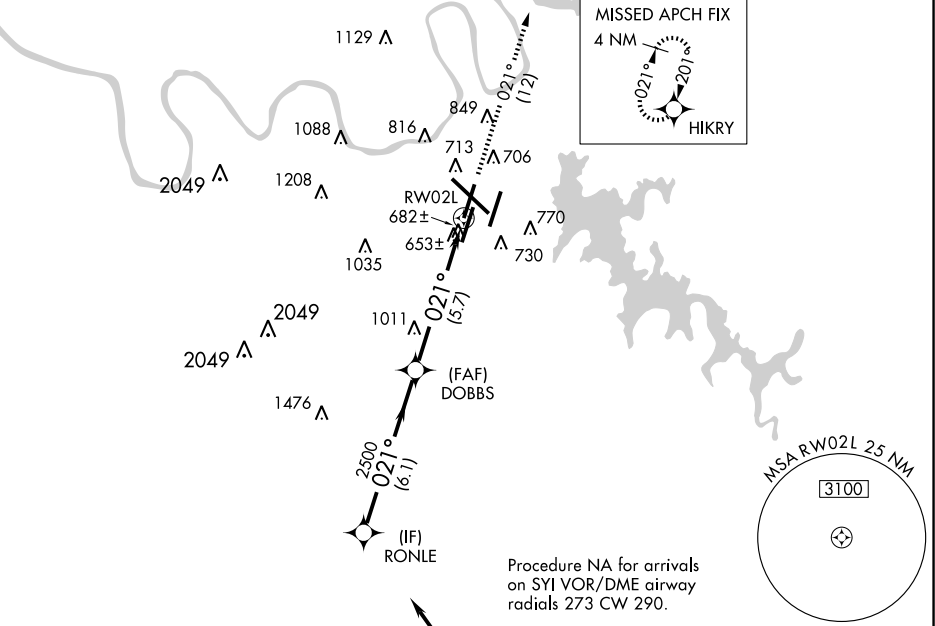 1129
MISSED APCH FIX
4 NM
021°
201°
HIKRY
021°
(12)
849
1088
816
713
706
2049
1208
RW02L
682±
653±
770
730
1035
021°
(5.7)
2049
1011
2049
(FAF)
DOBBS
1476
2500
021°
(6.1)
MSA RW02L 25 NM
3100
(IF)
RONLE
Procedure NA for arrivals
on SYI VOR/DME airway
radials 273 CW 290.